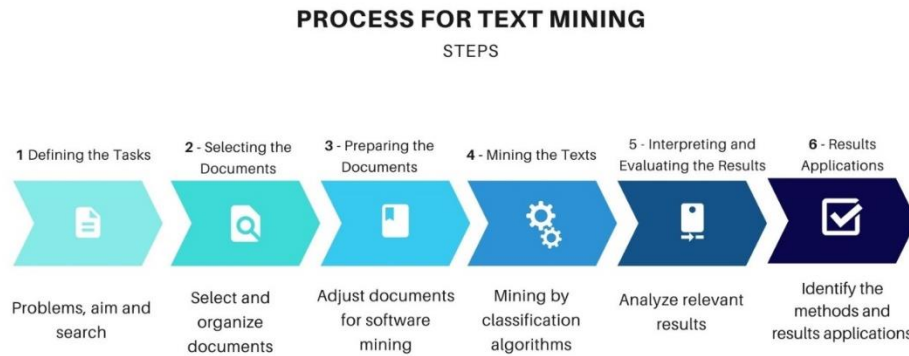 PROCESS FOR TEXT MINING
STEPS
1 Defining the Tasks
2 - Selecting the
Documents
3 - Preparing the
Documents
4 - Mining the Texts
5 - Interpreting and
Evaluating the Results
6 - Results
Applications
Problems, aim and
search
Select and
organize
documents
Adjust documents
for software
mining
Mining by
classification
algorithms
Analyze relevant
results
Identify the
methods and
results applications